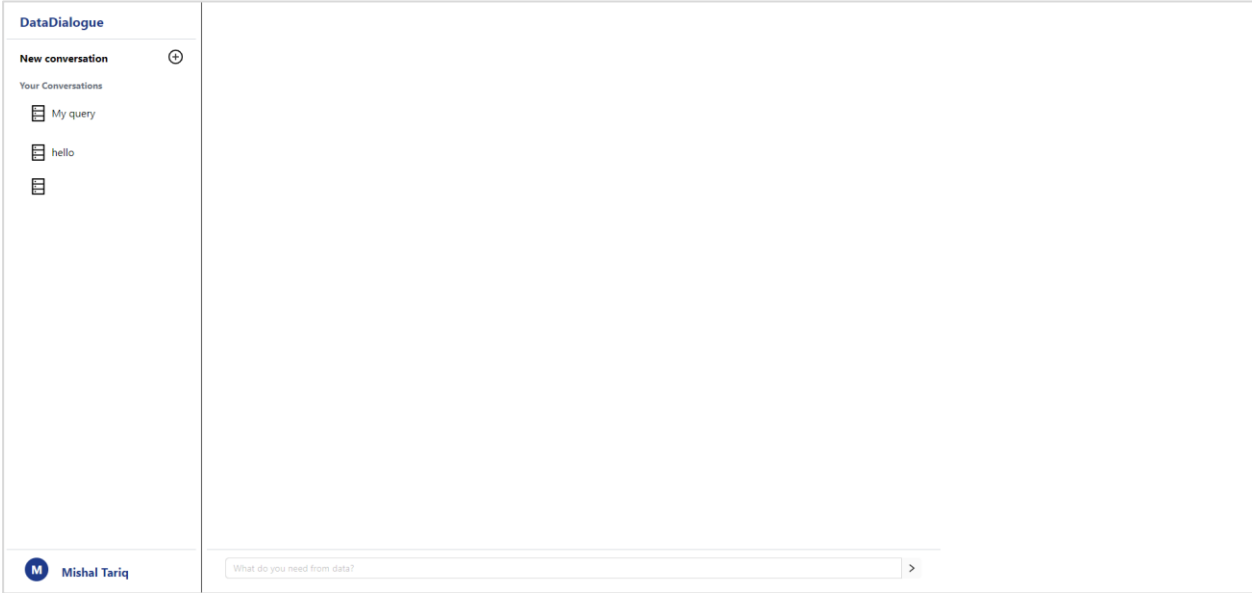 DataDialogue
New conversation
Your Conversations
My query
hello
M Mishal Tariq
What do you need from data? >